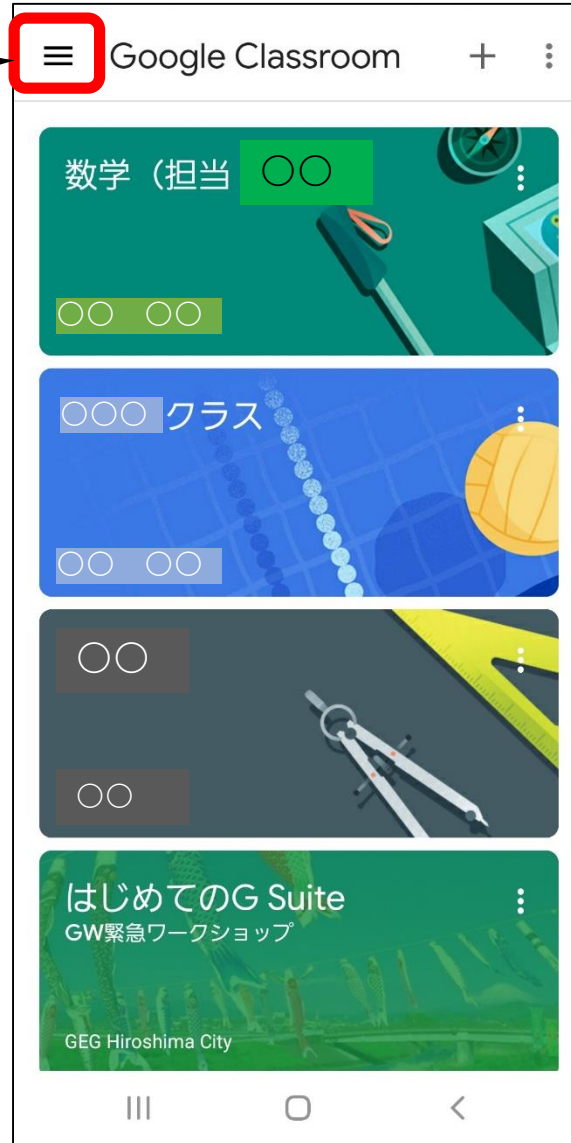 Google Classroom
数学（担当 〇〇
〇〇 〇〇
〇〇〇 クラス
〇〇 〇〇
〇〇
〇〇
はじめてのG Suite
GW緊急ワークショップ
GEG Hiroshima City